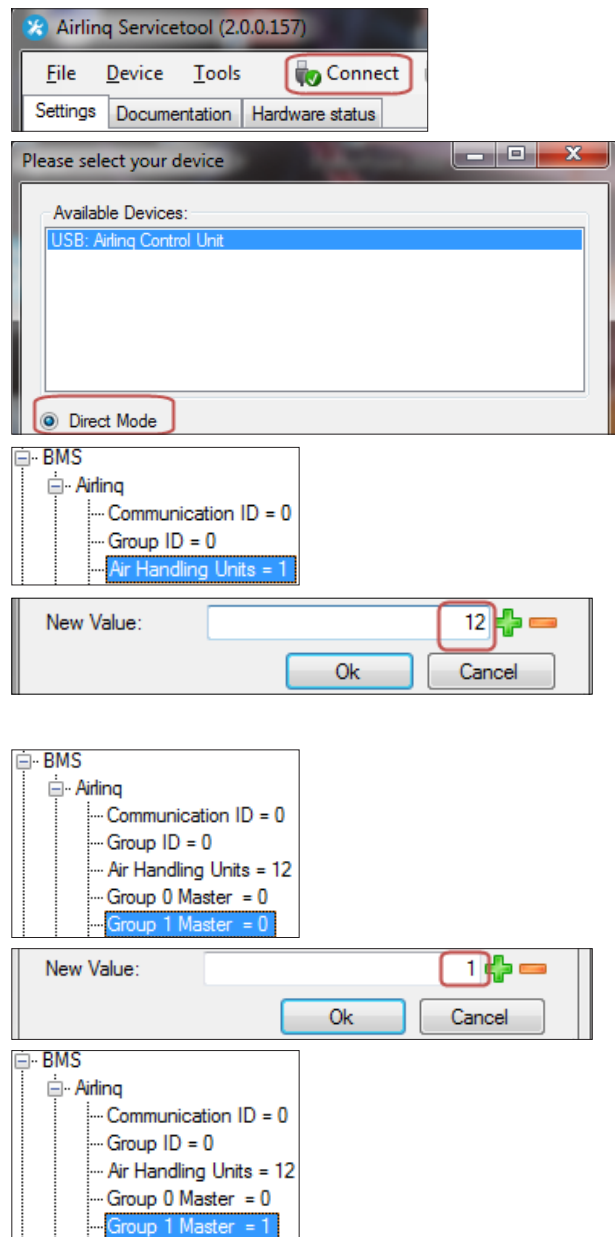 Airlinq Servicetool (2.0.0.157)
File Device Tools Connect
Settings Documentation Hardware status
Please select your device
Available Devices:
USB: Airlinq Control Unit
Direct Mode
BMS
Airlinq
Communication ID = 0
Group ID = 0
Air Handling Units = 1
New Value: 12
Ok Cancel
BMS
Airlinq
Communication ID = 0
Group ID = 0
Air Handling Units = 12
Group 0 Master = 0
Group 1 Master = 0
New Value: 1
Ok Cancel
BMS
Airlinq
Communication ID = 0
Group ID = 0
Air Handling Units = 12
Group 0 Master = 0
Group 1 Master = 1